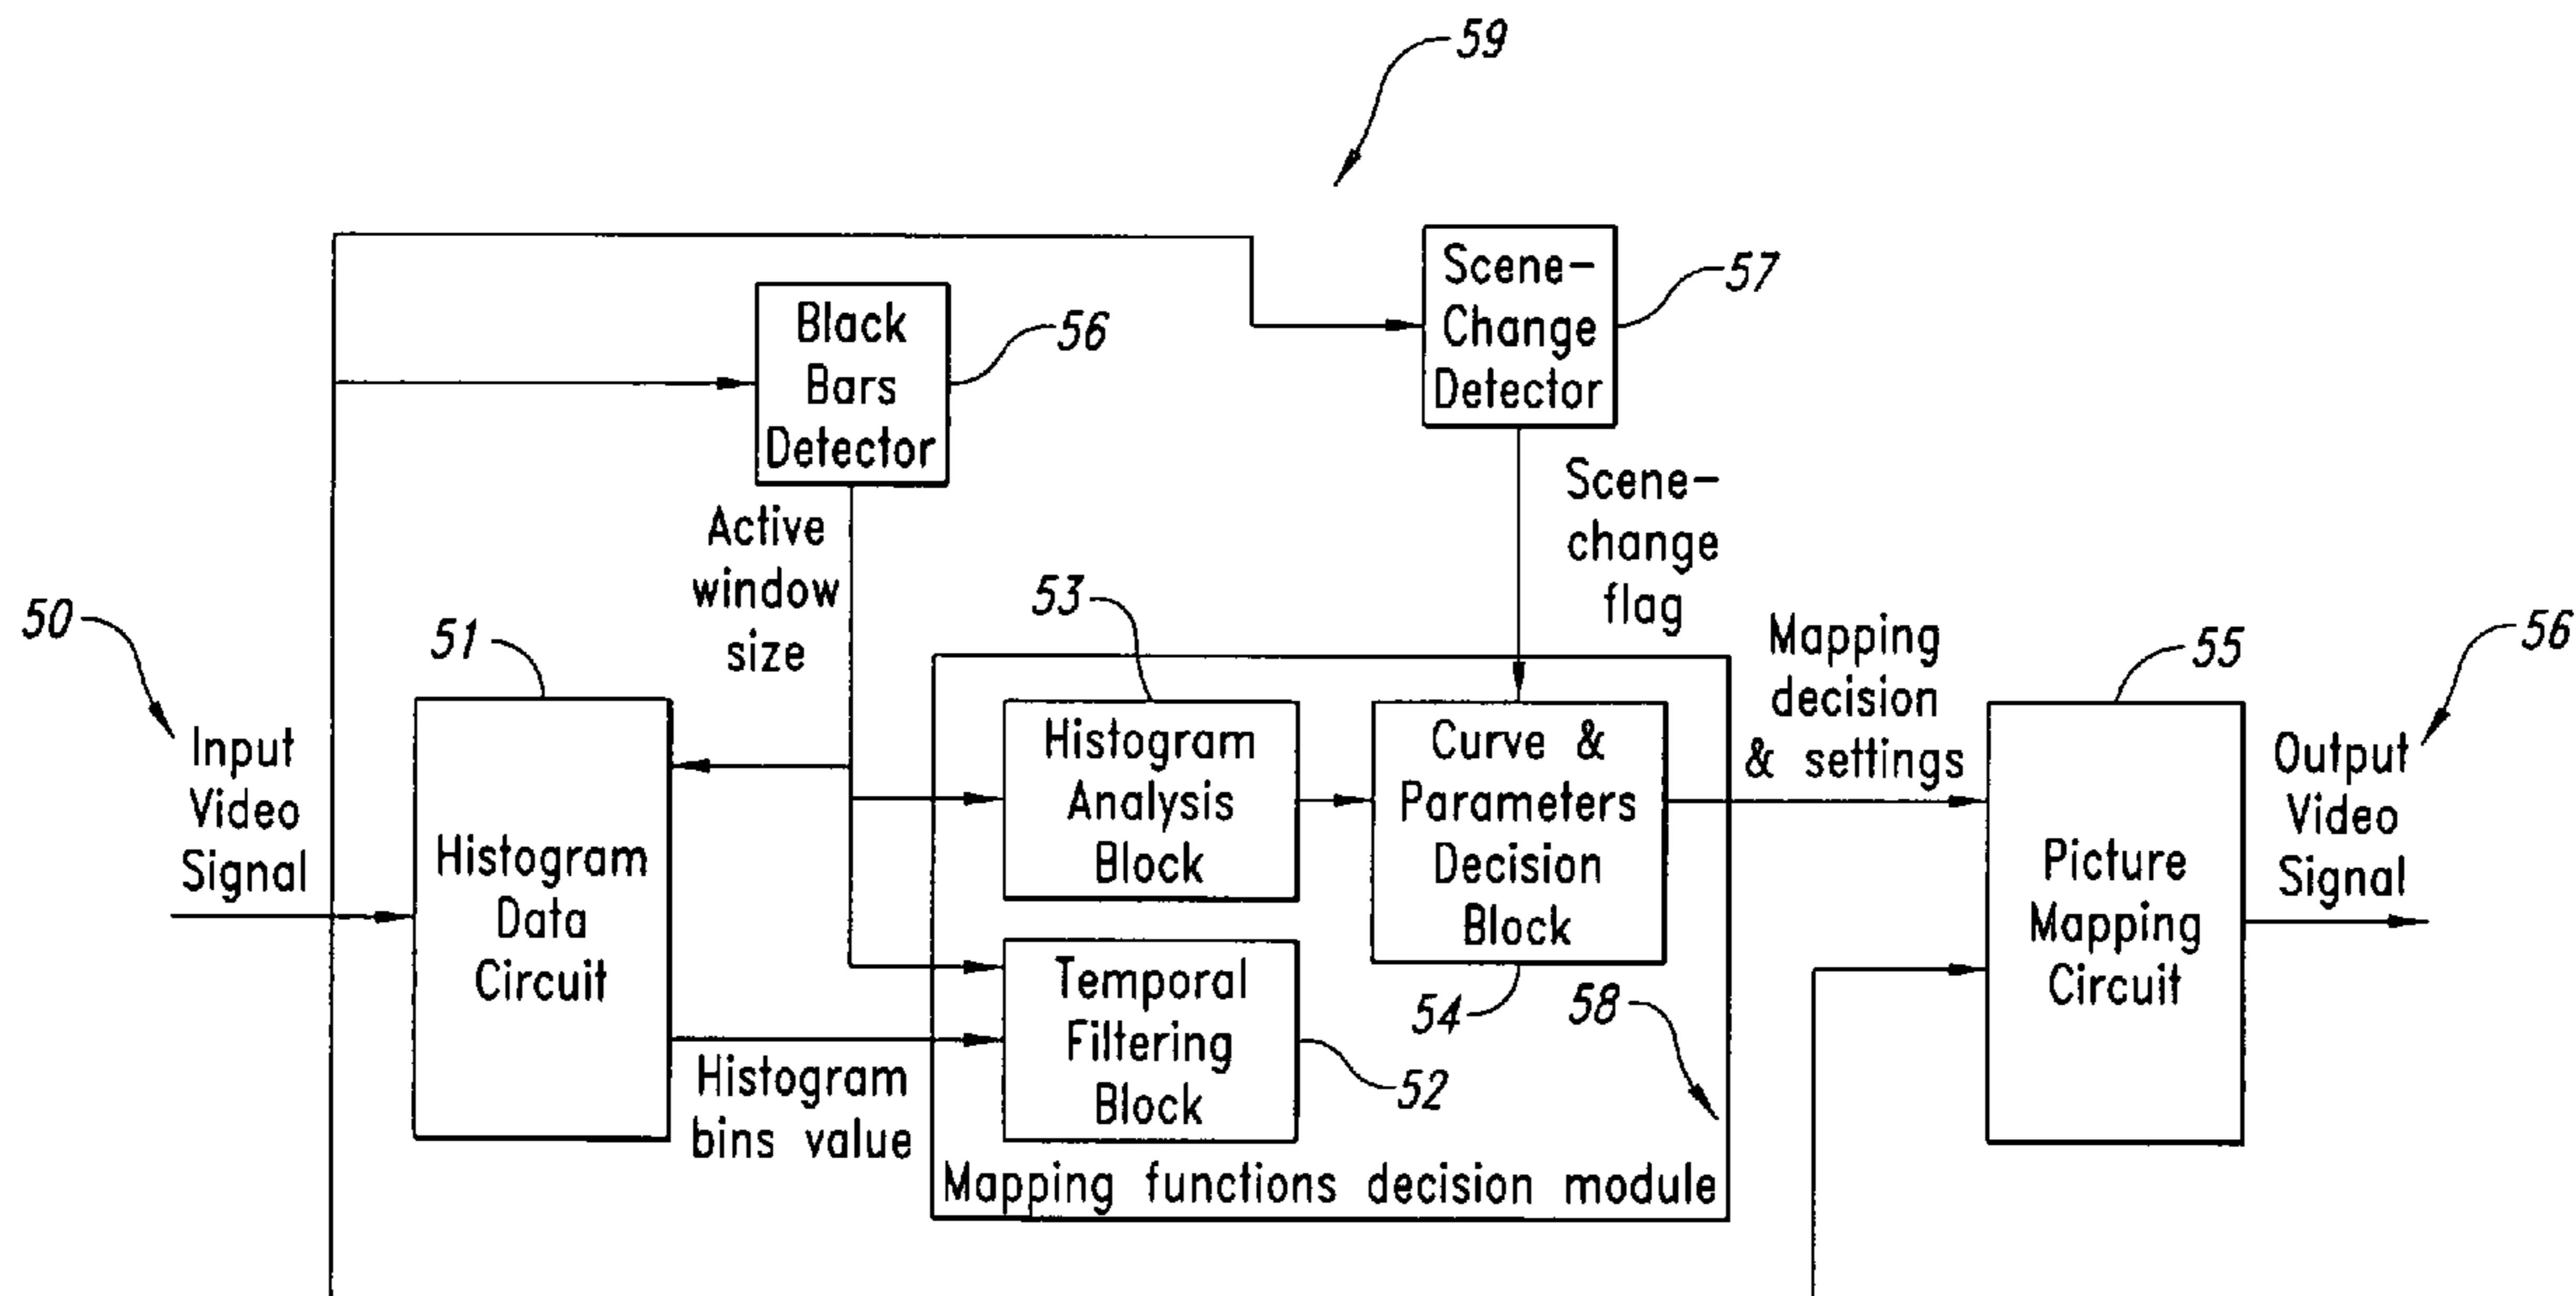 59
Scene-
Change
Detector
57
Black
Bars
Detector
56
Active
window
size
Scene-
change
flag
50
Input
Video
Signal
51
Histogram
Data
Circuit
53
Histogram
Analysis
Block
Curve &
Parameters
Decision
Block
54
58
Temporal
Filtering
Block
52
Histogram
bins value
Mapping functions decision module
Mapping
decision
& settings
55
Picture
Mapping
Circuit
56
Output
Video
Signal